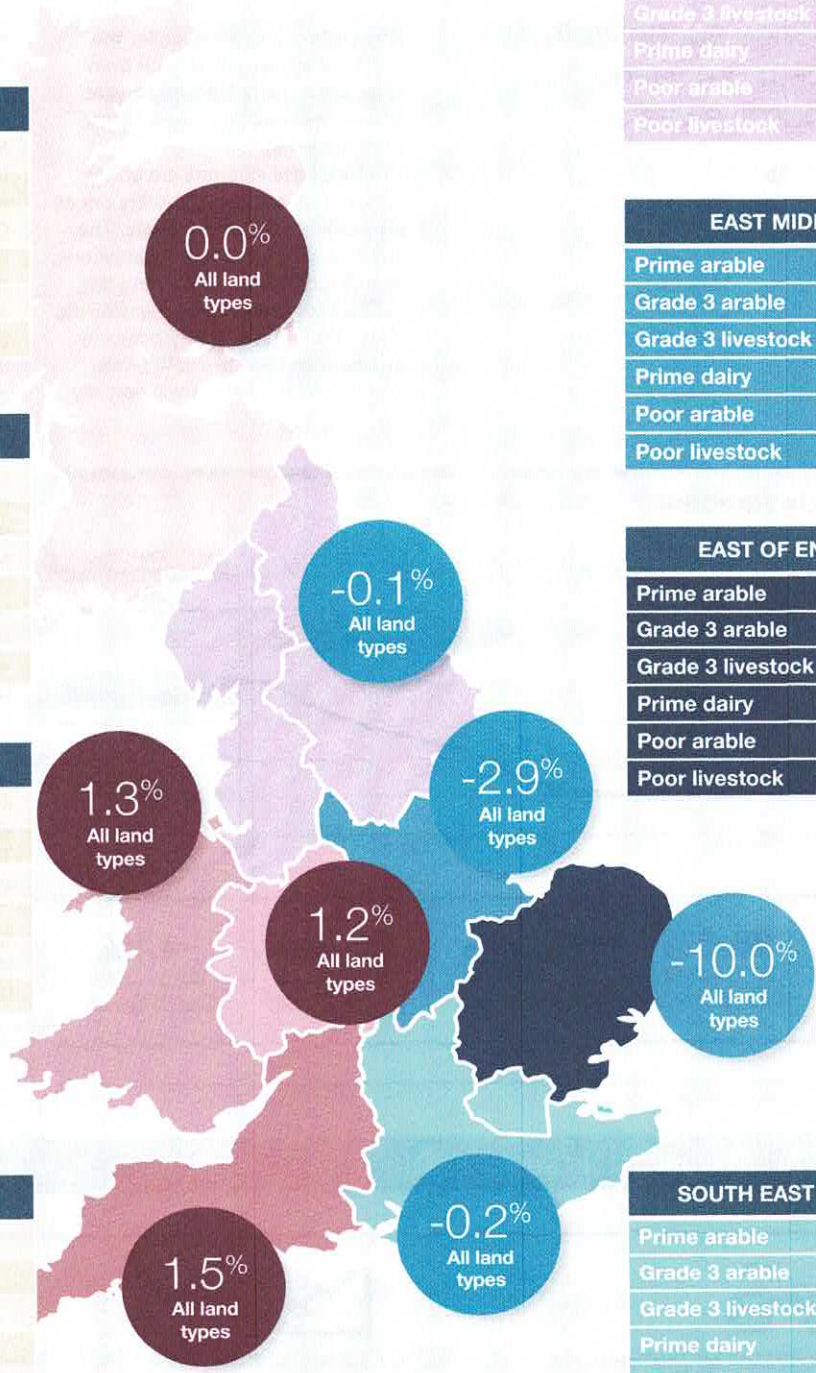 Grade 3 livestock
Prime dairy
Poor arable
Poor livestock
0.0%
All land
types
EAST MIDI
Prime arable
Grade 3 arable
Grade 3 livestock
Prime dairy
Poor arable
Poor livestock
-0.1%
All land
types
EAST OF EN
Prime arable
Grade 3 arable
Grade 3 livestock
Prime dairy
Poor arable
Poor livestock
1.3%
All land
types
-2.9%
All land
types
1.2%
All land
types
-10.0%
All land
types
-0.2%
All land
types
1.5%
All land
types
SOUTH EAST
Prime arable
Grade 3 arable
Grade 3 livestock
Prime dairy